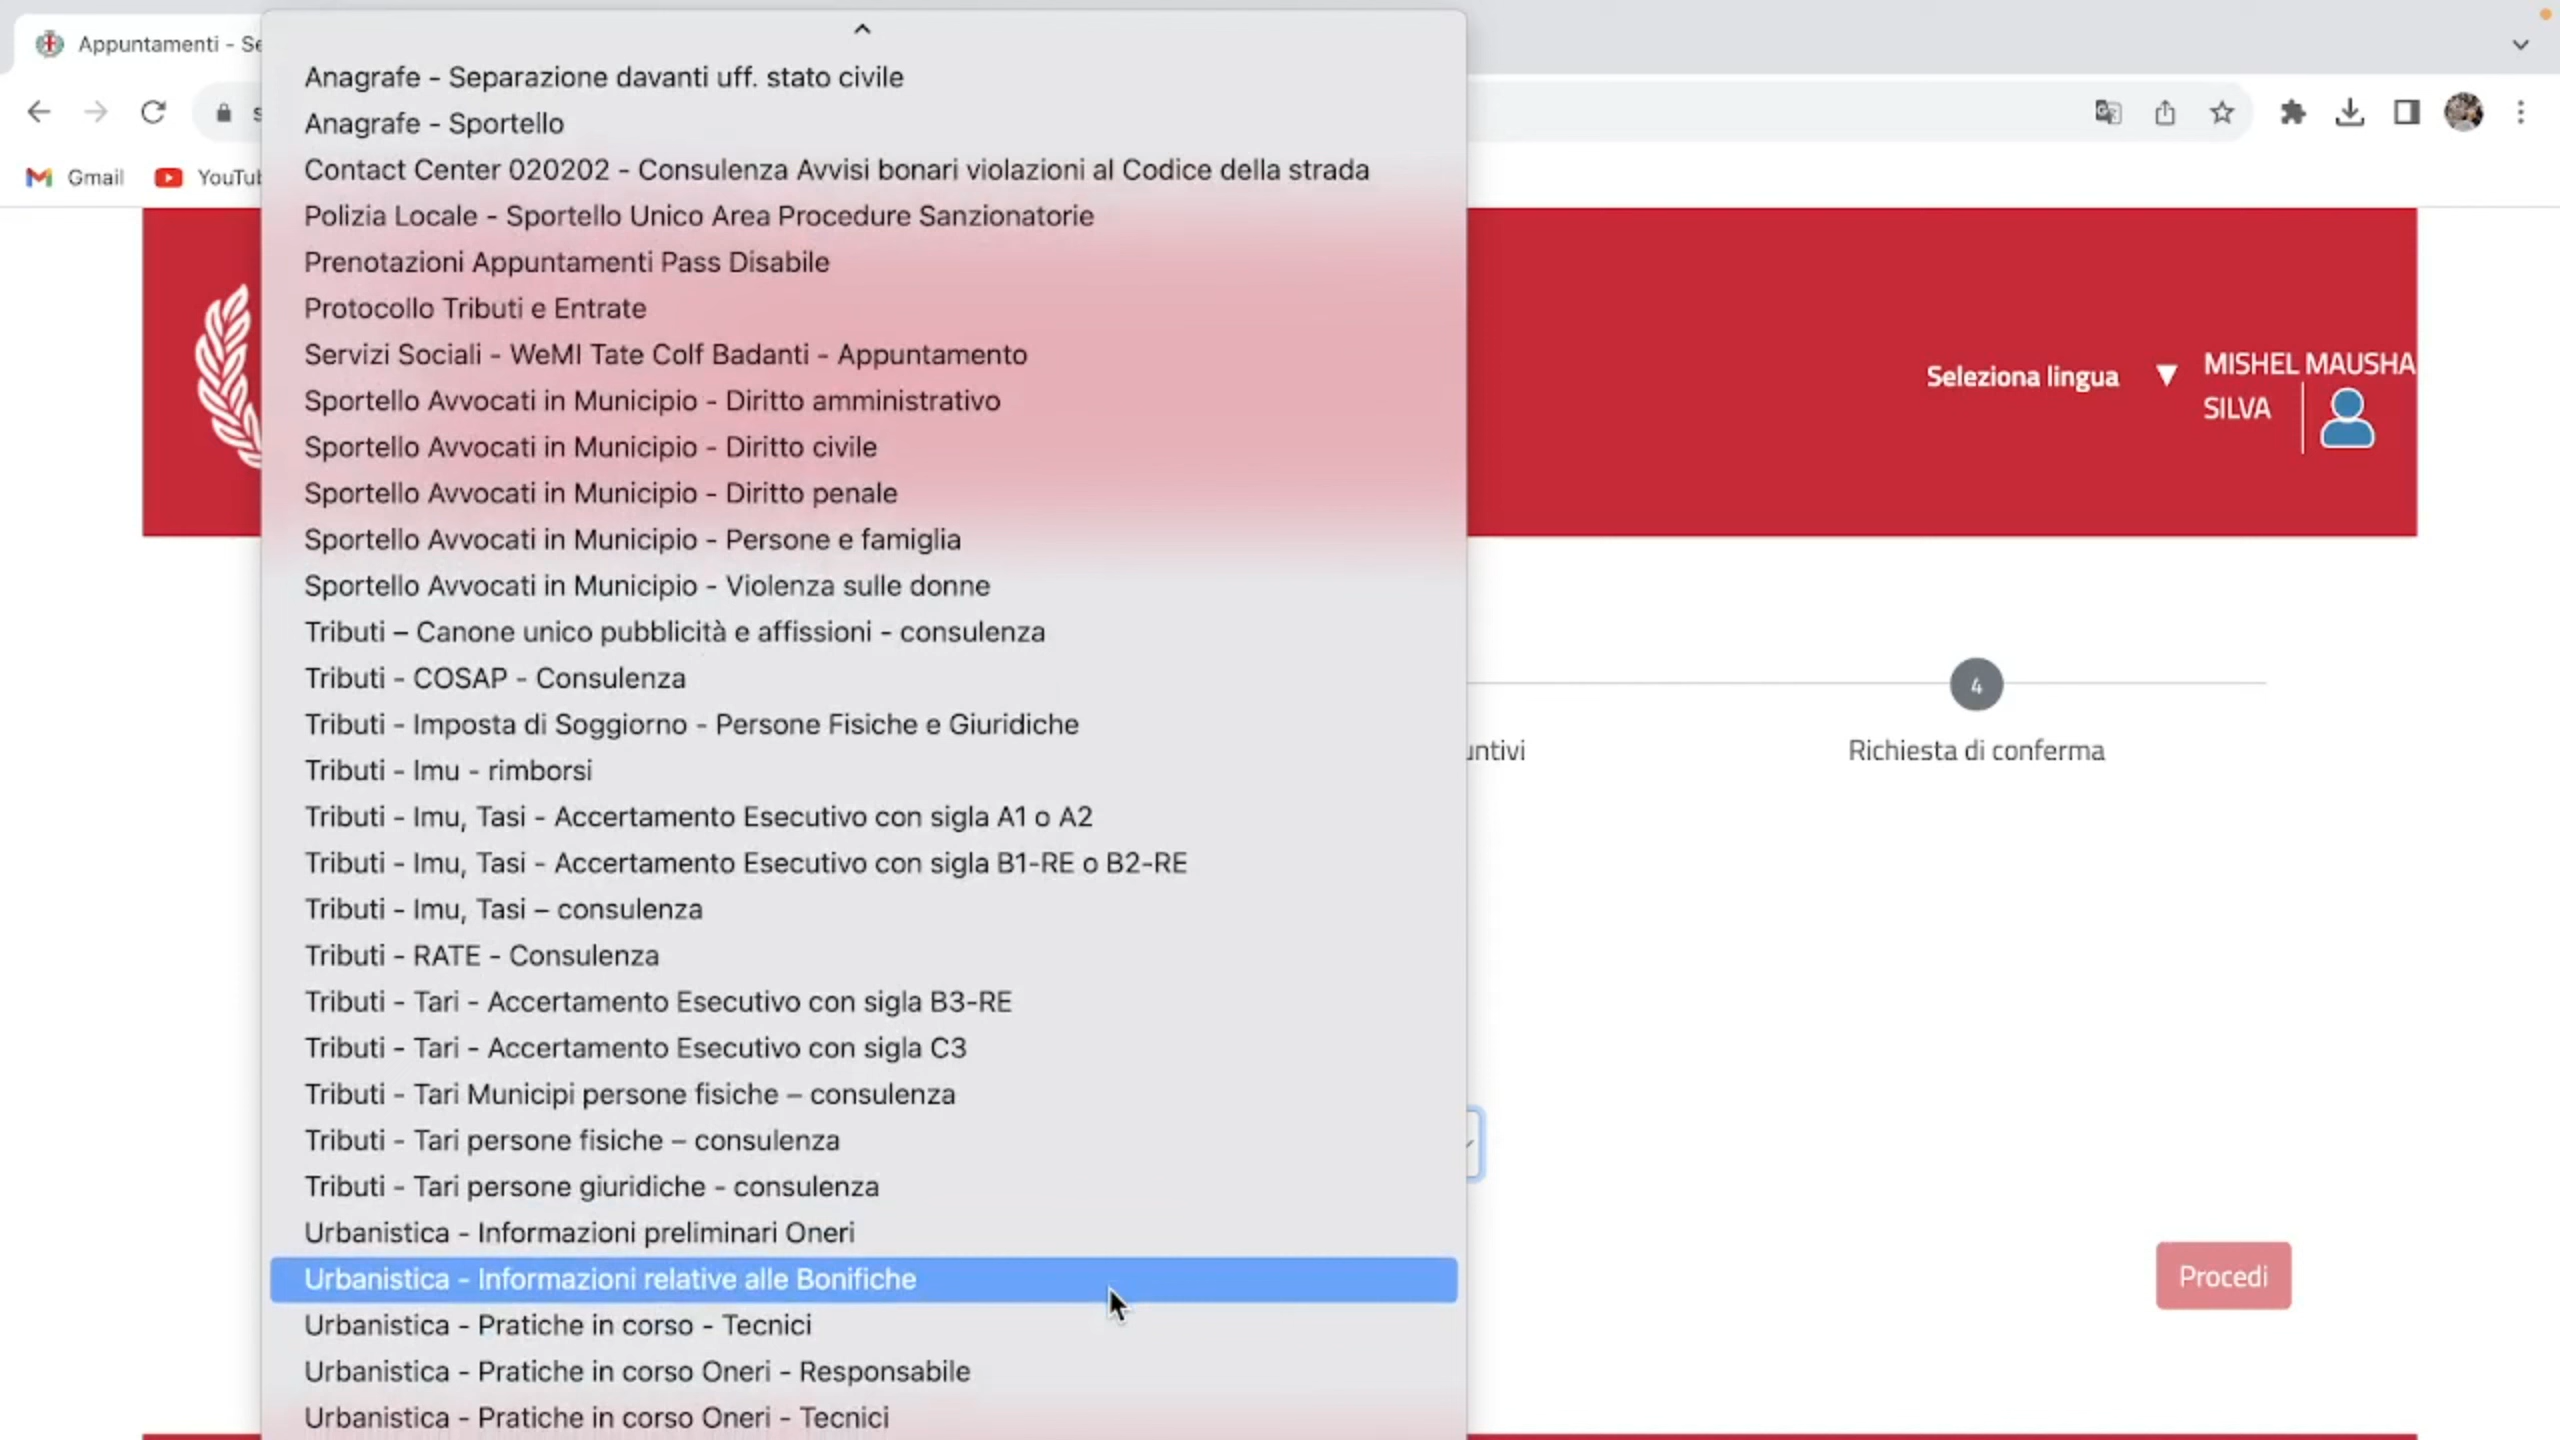 Appuntamenti - Se
Gmail
YouTub
Anagrafe - Separazione davanti uff. stato civile
Anagrafe - Sportello
Contact Center 020202 - Consulenza Avvisi bonari violazioni al Codice della strada
Polizia Locale - Sportello Unico Area Procedure Sanzionatorie
Prenotazioni Appuntamenti Pass Disabile
Protocollo Tributi e Entrate
Servizi Sociali - WeMI Tate Colf Badanti - Appuntamento
Sportello Avvocati in Municipio - Diritto amministrativo
Sportello Avvocati in Municipio - Diritto civile
Sportello Avvocati in Municipio - Diritto penale
Sportello Avvocati in Municipio - Persone e famiglia
Sportello Avvocati in Municipio - Violenza sulle donne
Tributi – Canone unico pubblicità e affissioni - consulenza
Tributi - COSAP - Consulenza
Tributi - Imposta di Soggiorno - Persone Fisiche e Giuridiche
Tributi - Imu - rimborsi
Tributi - Imu, Tasi - Accertamento Esecutivo con sigla A1 o A2
Tributi - Imu, Tasi - Accertamento Esecutivo con sigla B1-RE o B2-RE
Tributi - Imu, Tasi – consulenza
Tributi - RATE - Consulenza
Tributi - Tari - Accertamento Esecutivo con sigla B3-RE
Tributi - Tari - Accertamento Esecutivo con sigla C3
Tributi - Tari Municipi persone fisiche – consulenza
Tributi - Tari persone fisiche – consulenza
Tributi - Tari persone giuridiche - consulenza
Urbanistica - Informazioni preliminari Oneri
Urbanistica - Informazioni relative alle Bonifiche
Urbanistica - Pratiche in corso - Tecnici
Urbanistica - Pratiche in corso Oneri - Responsabile
Urbanistica - Pratiche in corso Oneri - Tecnici
Seleziona lingua
MISHEL MAUSHA
SILVA
4
untivi
Richiesta di conferma
Procedi